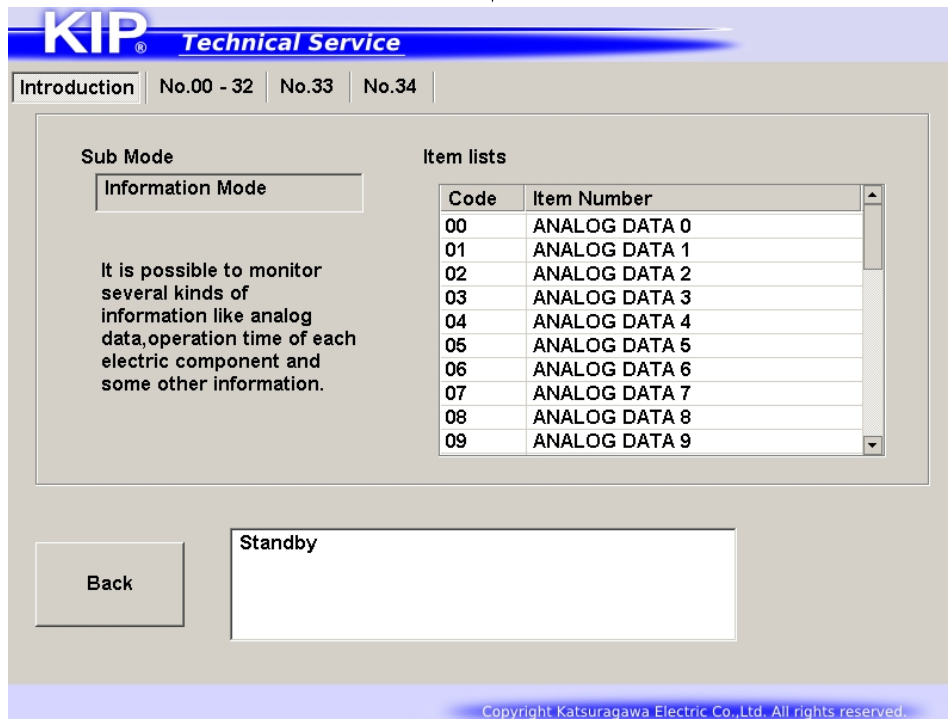 KIP® Technical Service
Introduction No.00 - 32 No.33 No.34
Sub Mode
Information Mode
It is possible to monitor
several kinds of
information like analog
data,operation time of each
electric component and
some other information.
Item lists
Code Item Number
00 ANALOG DATA 0
01 ANALOG DATA 1
02 ANALOG DATA 2
03 ANALOG DATA 3
04 ANALOG DATA 4
05 ANALOG DATA 5
06 ANALOG DATA 6
07 ANALOG DATA 7
08 ANALOG DATA 8
09 ANALOG DATA 9
Back
Standby
Copyright Katsuragawa Electric Co.,Ltd. All rights reserved.